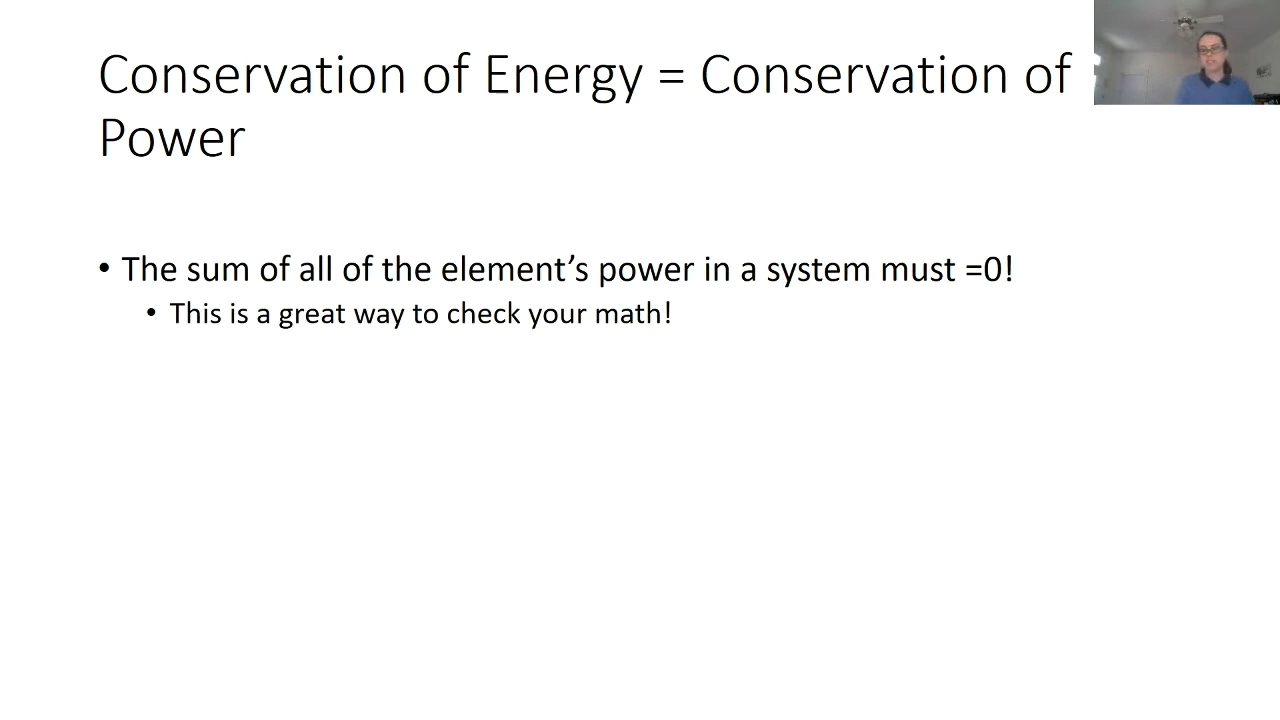 Conservation of Energy = Conservation of
Power
• The sum of all of the element’s power in a system must =0!
• This is a great way to check your math!